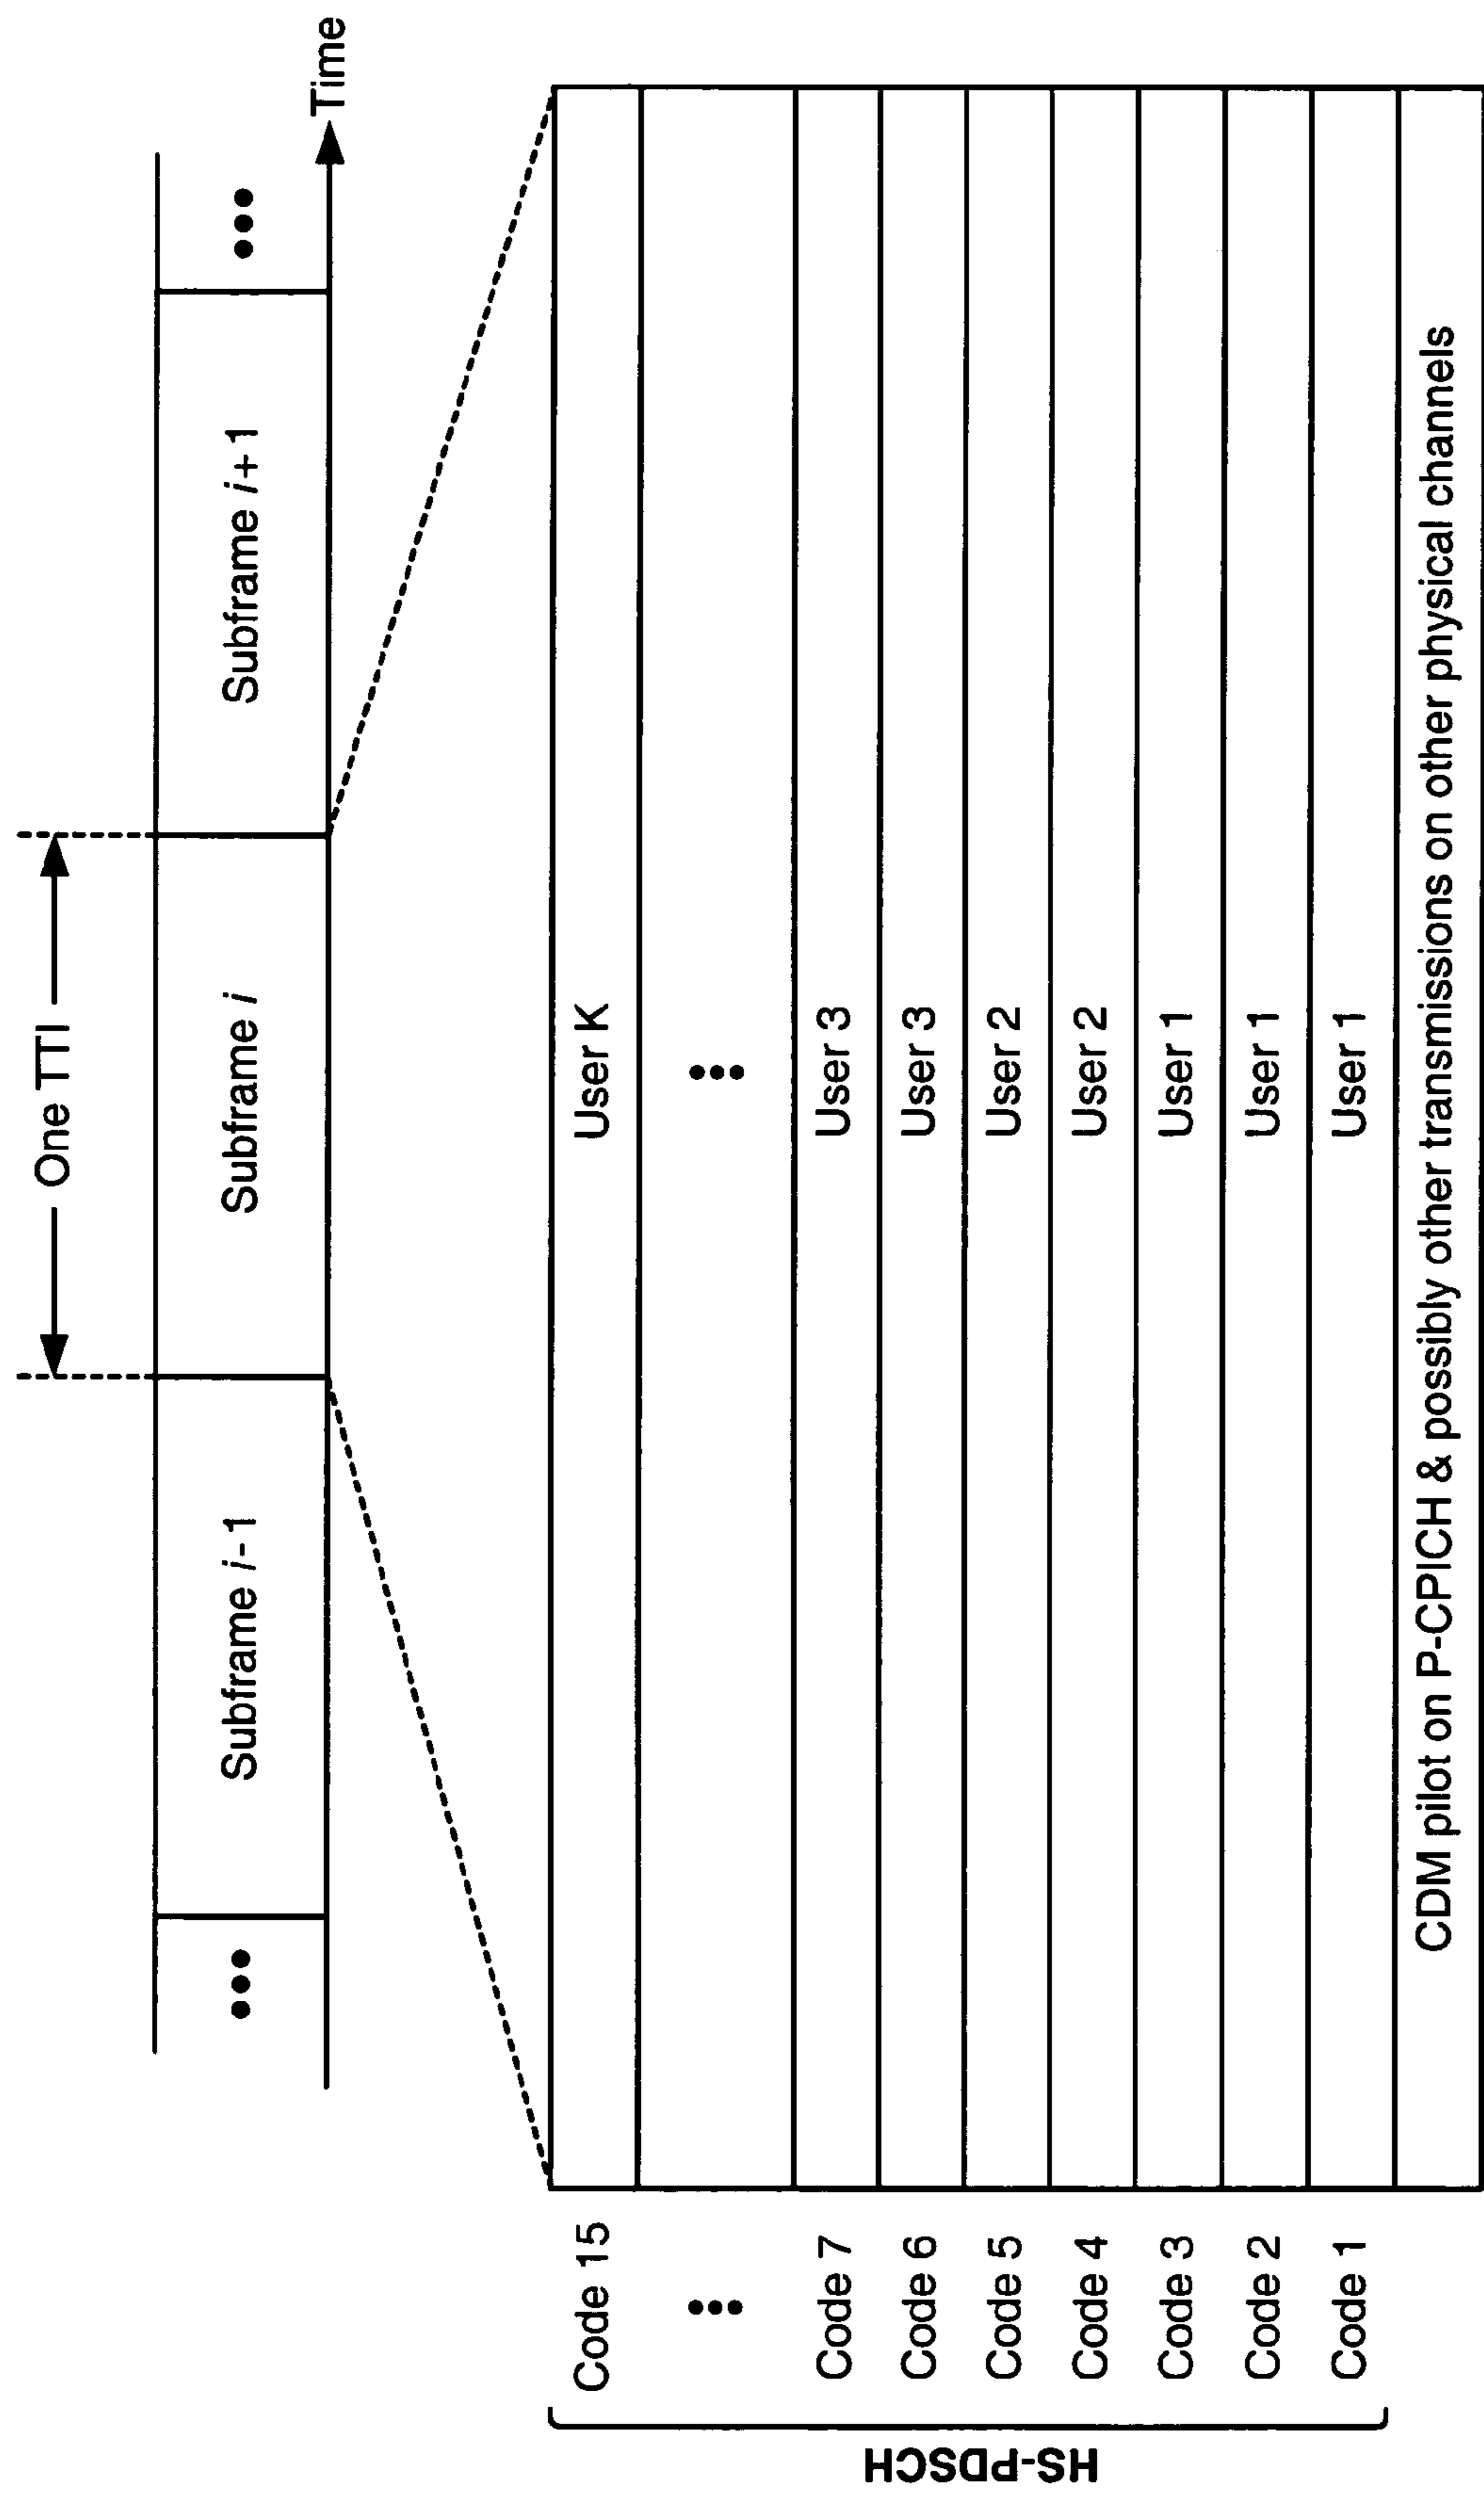 One TTI
Time
•••
Subframe i-1
Subframe i
Subframe i+1
•••
HS-PDSCH
Code 15
User K
•••
•••
Code 7
User 3
Code 6
User 3
Code 5
User 2
Code 4
User 2
Code 3
User 1
Code 2
User 1
Code 1
User 1
CDM pilot on P-CPICH & possibly other transmissions on other physical channels